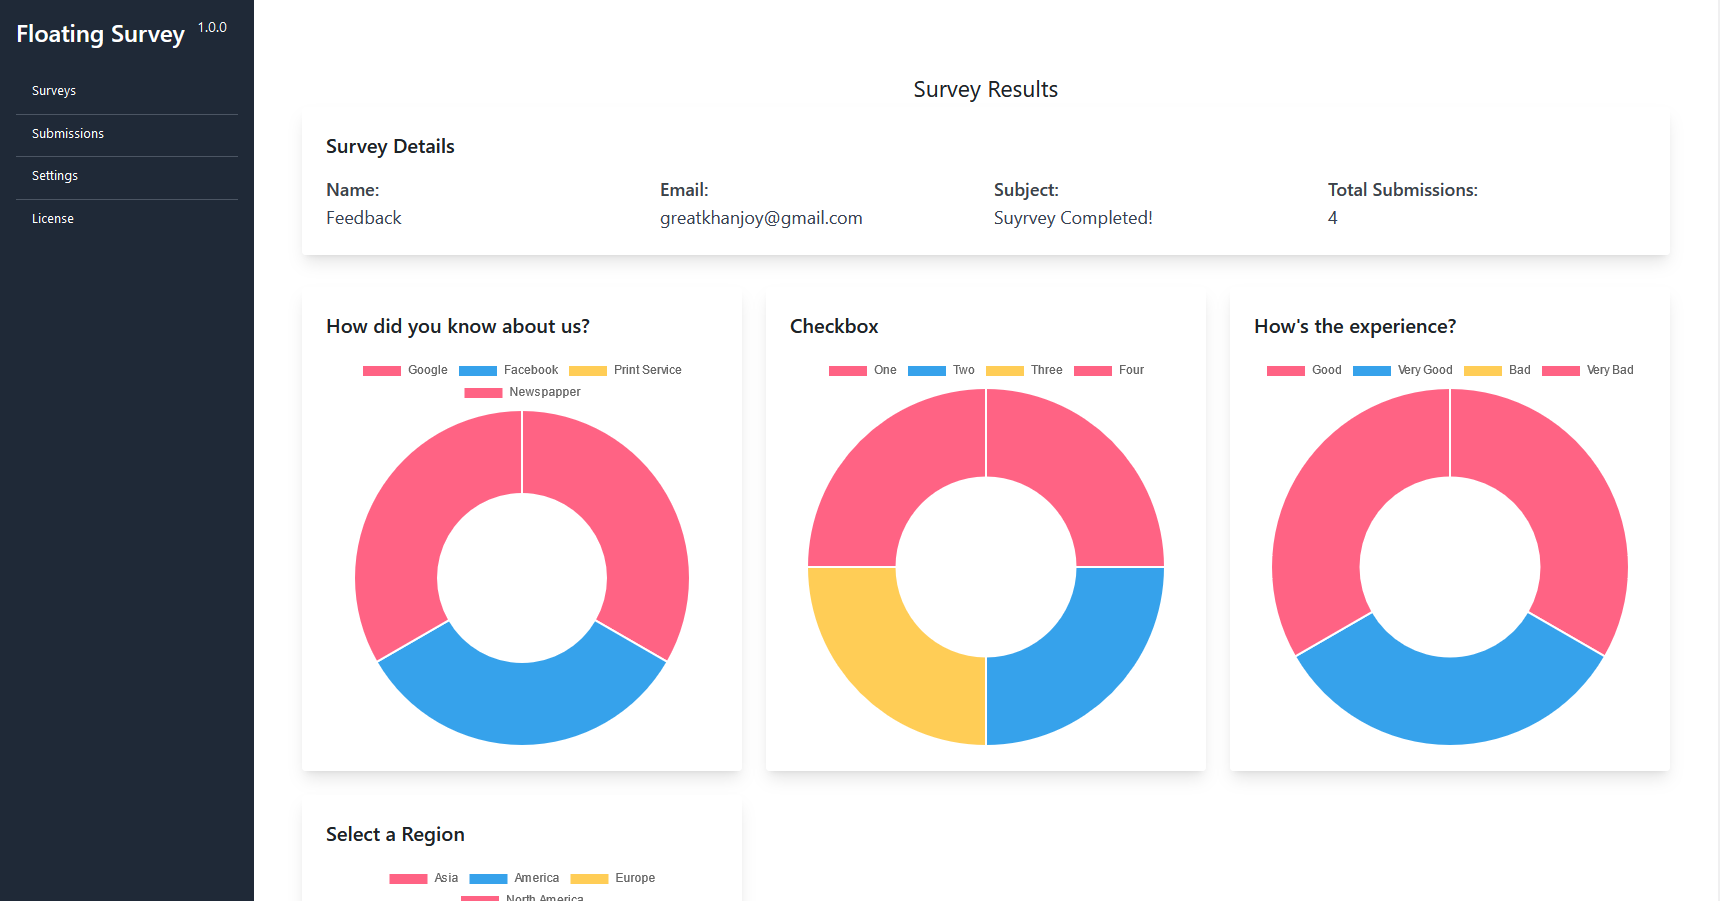 Floating Survey 1.0.0
Surveys
Submissions
Settings
License
Survey Results
Survey Details
Name:
Feedback
Email:
greatkhanjoy@gmail.com
Subject:
Suyrvey Completed!
Total Submissions:
4
How did you know about us?
Google Facebook Print Service
Newspapper
Checkbox
One Two Three Four
How's the experience?
Good Very Good Bad Very Bad
Select a Region
Asia America Europe
North America